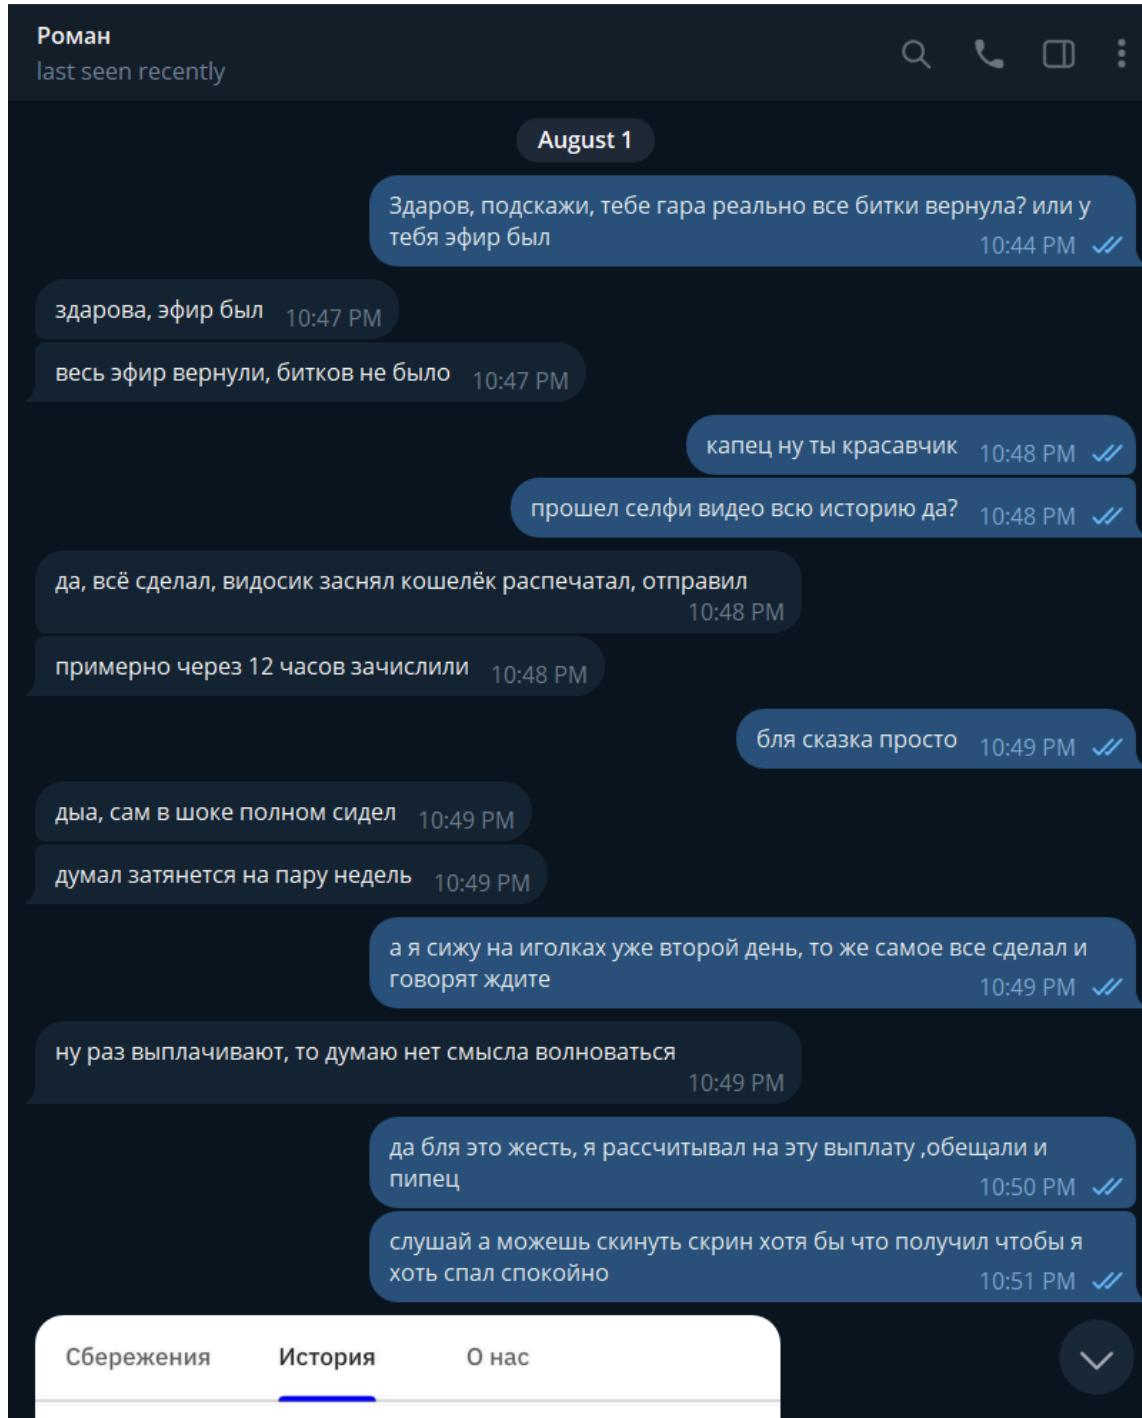 Роман
last seen recently
August 1
Здаров, подскажи, тебе гара реально все битки вернула? или у
тебя эфир был
10:44 PM
здарова, эфир был 10:47 PM
весь эфир вернули, битков не было 10:47 PM
капец ну ты красавчик 10:48 PM
прошел селфи видео всю историю да? 10:48 PM
да, всё сделал, видосик заснял кошелёк распечатал, отправил
10:48 PM
примерно через 12 часов зачислили 10:48 PM
бля сказка просто 10:49 PM
дыа, сам в шоке полном сидел 10:49 PM
думал затянется на пару недель 10:49 PM
а я сижу на иголках уже второй день, то же самое все сделал и
говорят ждите
10:49 PM
ну раз выплачивают, то думаю нет смысла волноваться
10:49 PM
да бля это жесть, я рассчитывал на эту выплату ,обещали и
пипец
10:50 PM
слушай а можешь скинуть скрин хотя бы что получил чтобы я
хоть спал спокойно
10:51 PM
Сбережения История О нас